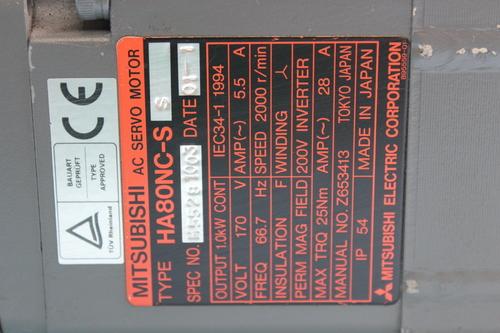 MITSUBISHI AC SERVO MOTOR
TYPE HA80NC-S S
SPEC NO. DATE
OUTPUT 1.0kW CONT IEC34-1 1994
VOLT 170 V AMP(~) 5.5 A
FREQ 66.7 Hz SPEED 2000 r/min
INSULATION F WINDING
PERM MAG FIELD 200V INVERTER
MAX TRQ 25Nm AMP(~) 28 A
MANUAL NO. Z653413 TOKYO JAPAN
IP 54 MADE IN JAPAN
MITSUBISHI ELECTRIC CORPORATION
CE
BAUART GEPRÜFT
TYPE APPROVED
TÜV Rheinland